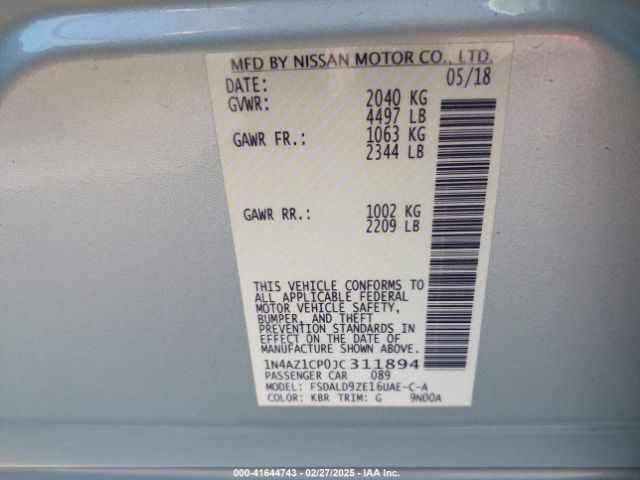 MFD BY NISSAN MOTOR CO., LTD.
DATE: 05/18
GVWR: 2040 KG
4497 LB
GAWR FR.: 1063 KG
2344 LB
GAWR RR.: 1002 KG
2209 LB
THIS VEHICLE CONFORMS TO
ALL APPLICABLE FEDERAL
MOTOR VEHICLE SAFETY,
BUMPER, AND THEFT
PREVENTION STANDARDS IN
EFFECT ON THE DATE OF
MANUFACTURE SHOWN ABOVE.
1N4AZ1CP0JC311894
PASSENGER CAR 089
MODEL: FSDALD9ZE16UAE-C-A
COLOR: KBR TRIM: G 9N00A
000-41644743 // 02/27/2025 // IAA Inc.